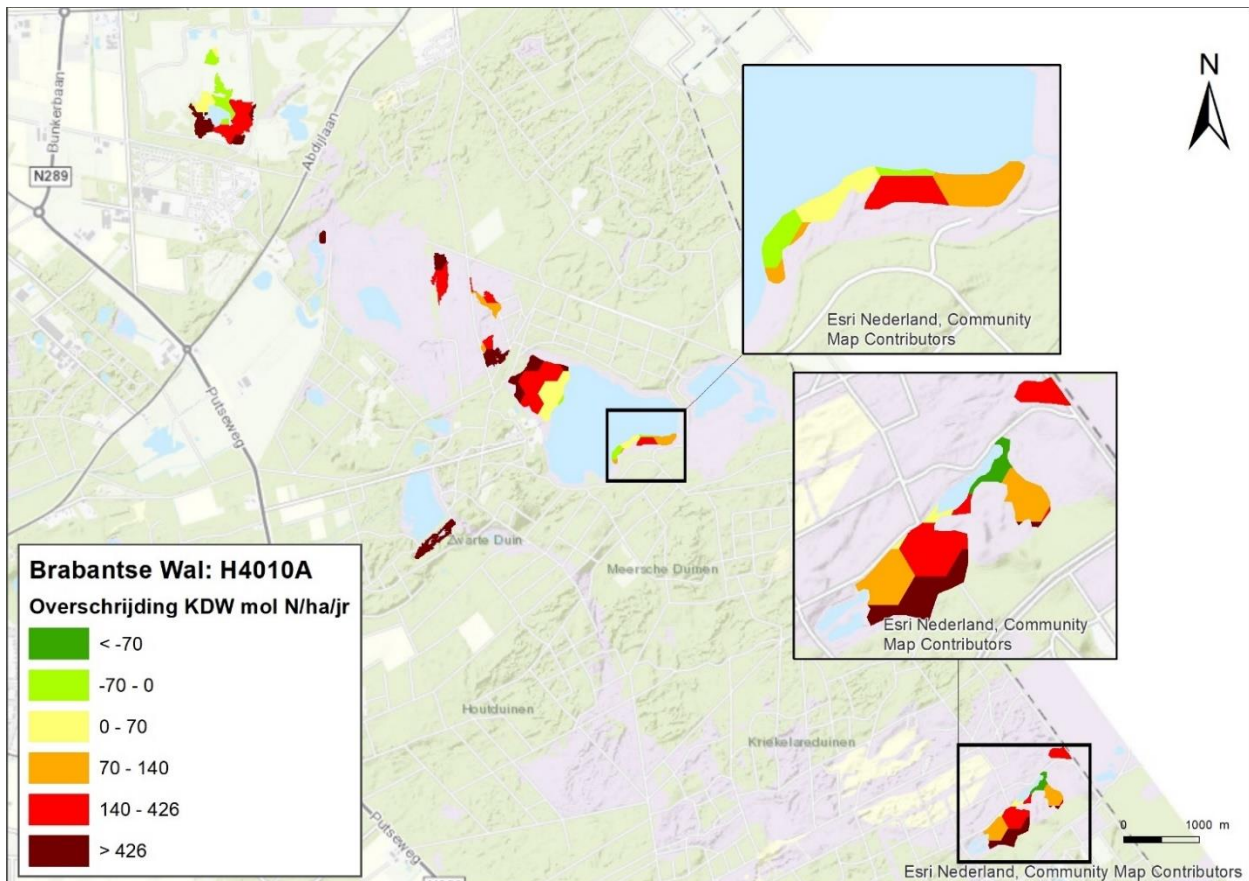 Bunkerbaan
N289
Abdijlaan
Putseweg
N
Esri Nederland, Community
Map Contributors
Esri Nederland, Community
Map Contributors
Zwarte Duin
Meersche Duinen
Houtduinen
Kriekelareduinen
Putseweg
Brabantse Wal: H4010A
Overschrijding KDW mol N/ha/jr
< -70
-70 - 0
0 - 70
70 - 140
140 - 426
> 426
0 1000 m
Esri Nederland, Community Map Contributors